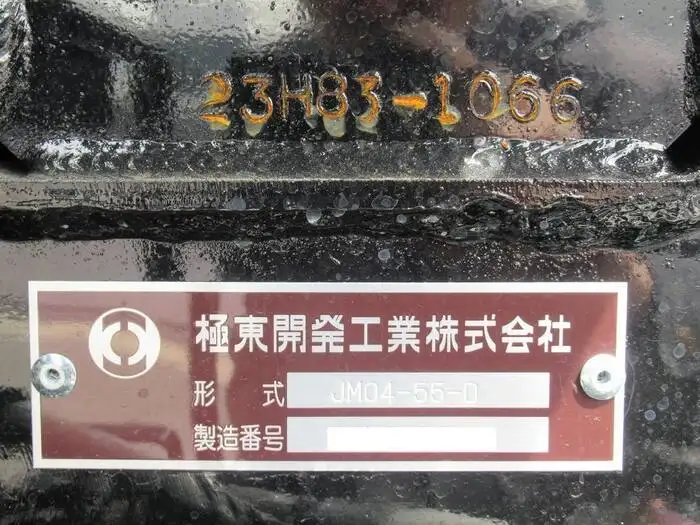 23H83-1066
極東開発工業株式会社
形 式 JM04-55-D
製造番号